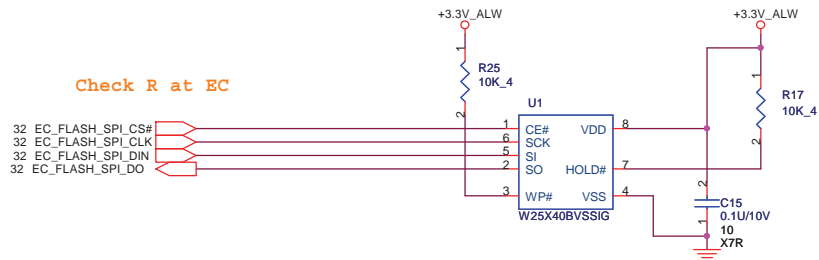 +3.3V_ALW
+3.3V_ALW
1
R25
10K_4
2
Check R at EC
1
R17
10K_4
2
U1
32 EC_FLASH_SPI_CS# 1 CE# VDD 8
32 EC_FLASH_SPI_CLK 6 SCK
32 EC_FLASH_SPI_DIN 5 SI
32 EC_FLASH_SPI_DO 2 SO HOLD# 7
3 WP# VSS 4
W25X40BVSSIG
2
C15
0.1U/10V
1
10
X7R